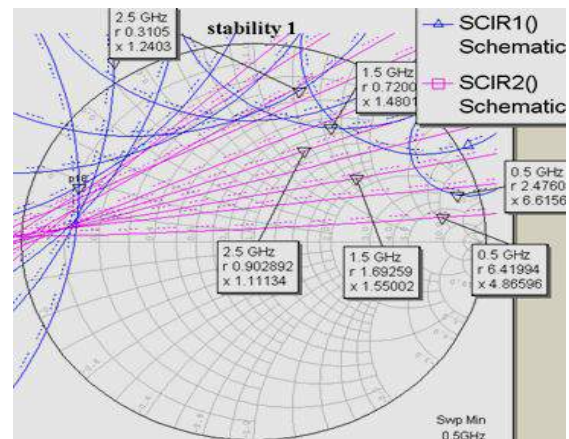 2.5 GHz
r 0.3105
x 1.2403
stability 1
SCIR1()
Schematic
SCIR2()
Schematic
1.5 GHz
r 0.7200
x 1.4801
0.5 GHz
r 2.4760
x 6.6156
2.5 GHz
r 0.902892
x 1.11134
1.5 GHz
r 1.69259
x 1.55002
0.5 GHz
r 6.41994
x 4.86596
Swp Min
0.5GHz